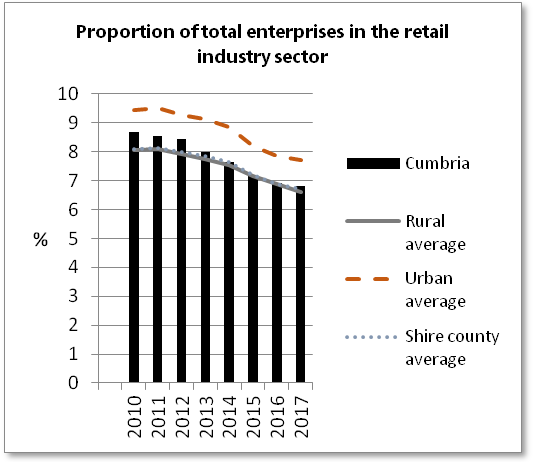 Proportion of total enterprises in the retail
industry sector
10
9
8
7
6
5
4
3
2
1
0
%
2010
2011
2012
2013
2014
2015
2016
2017
Cumbria
Rural
average
Urban
average
Shire county
average